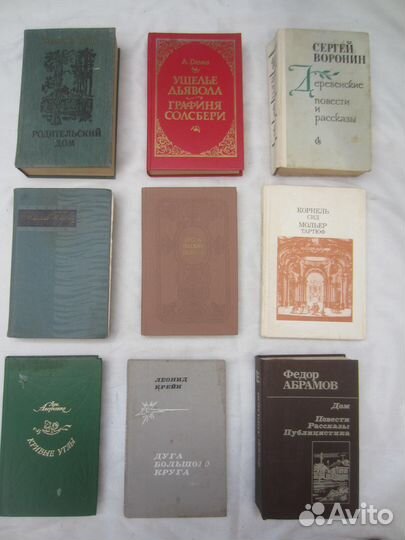 РОДИТЕЛЬСКИЙ
ДОМ
А. Дюма
УЩЕЛЬЕ
ДЬЯВОЛА
ГРАФИНЯ
СОЛСБЕРИ
СЕРГЕЙ
ВОРОНИН
Деревенские
повести
и
рассказы
КОРНЕЛЬ
СИД
МОЛЬЕР
ТАРТЮФ
КРИВЫЕ УГЛЫ
ЛЕОНИД
КРЕЙН
ДУГА
БОЛЬШОГО
КРУГА
ФЕДОР
АБРАМОВ
Дом
Повести
Рассказы
Публицистика
Avito